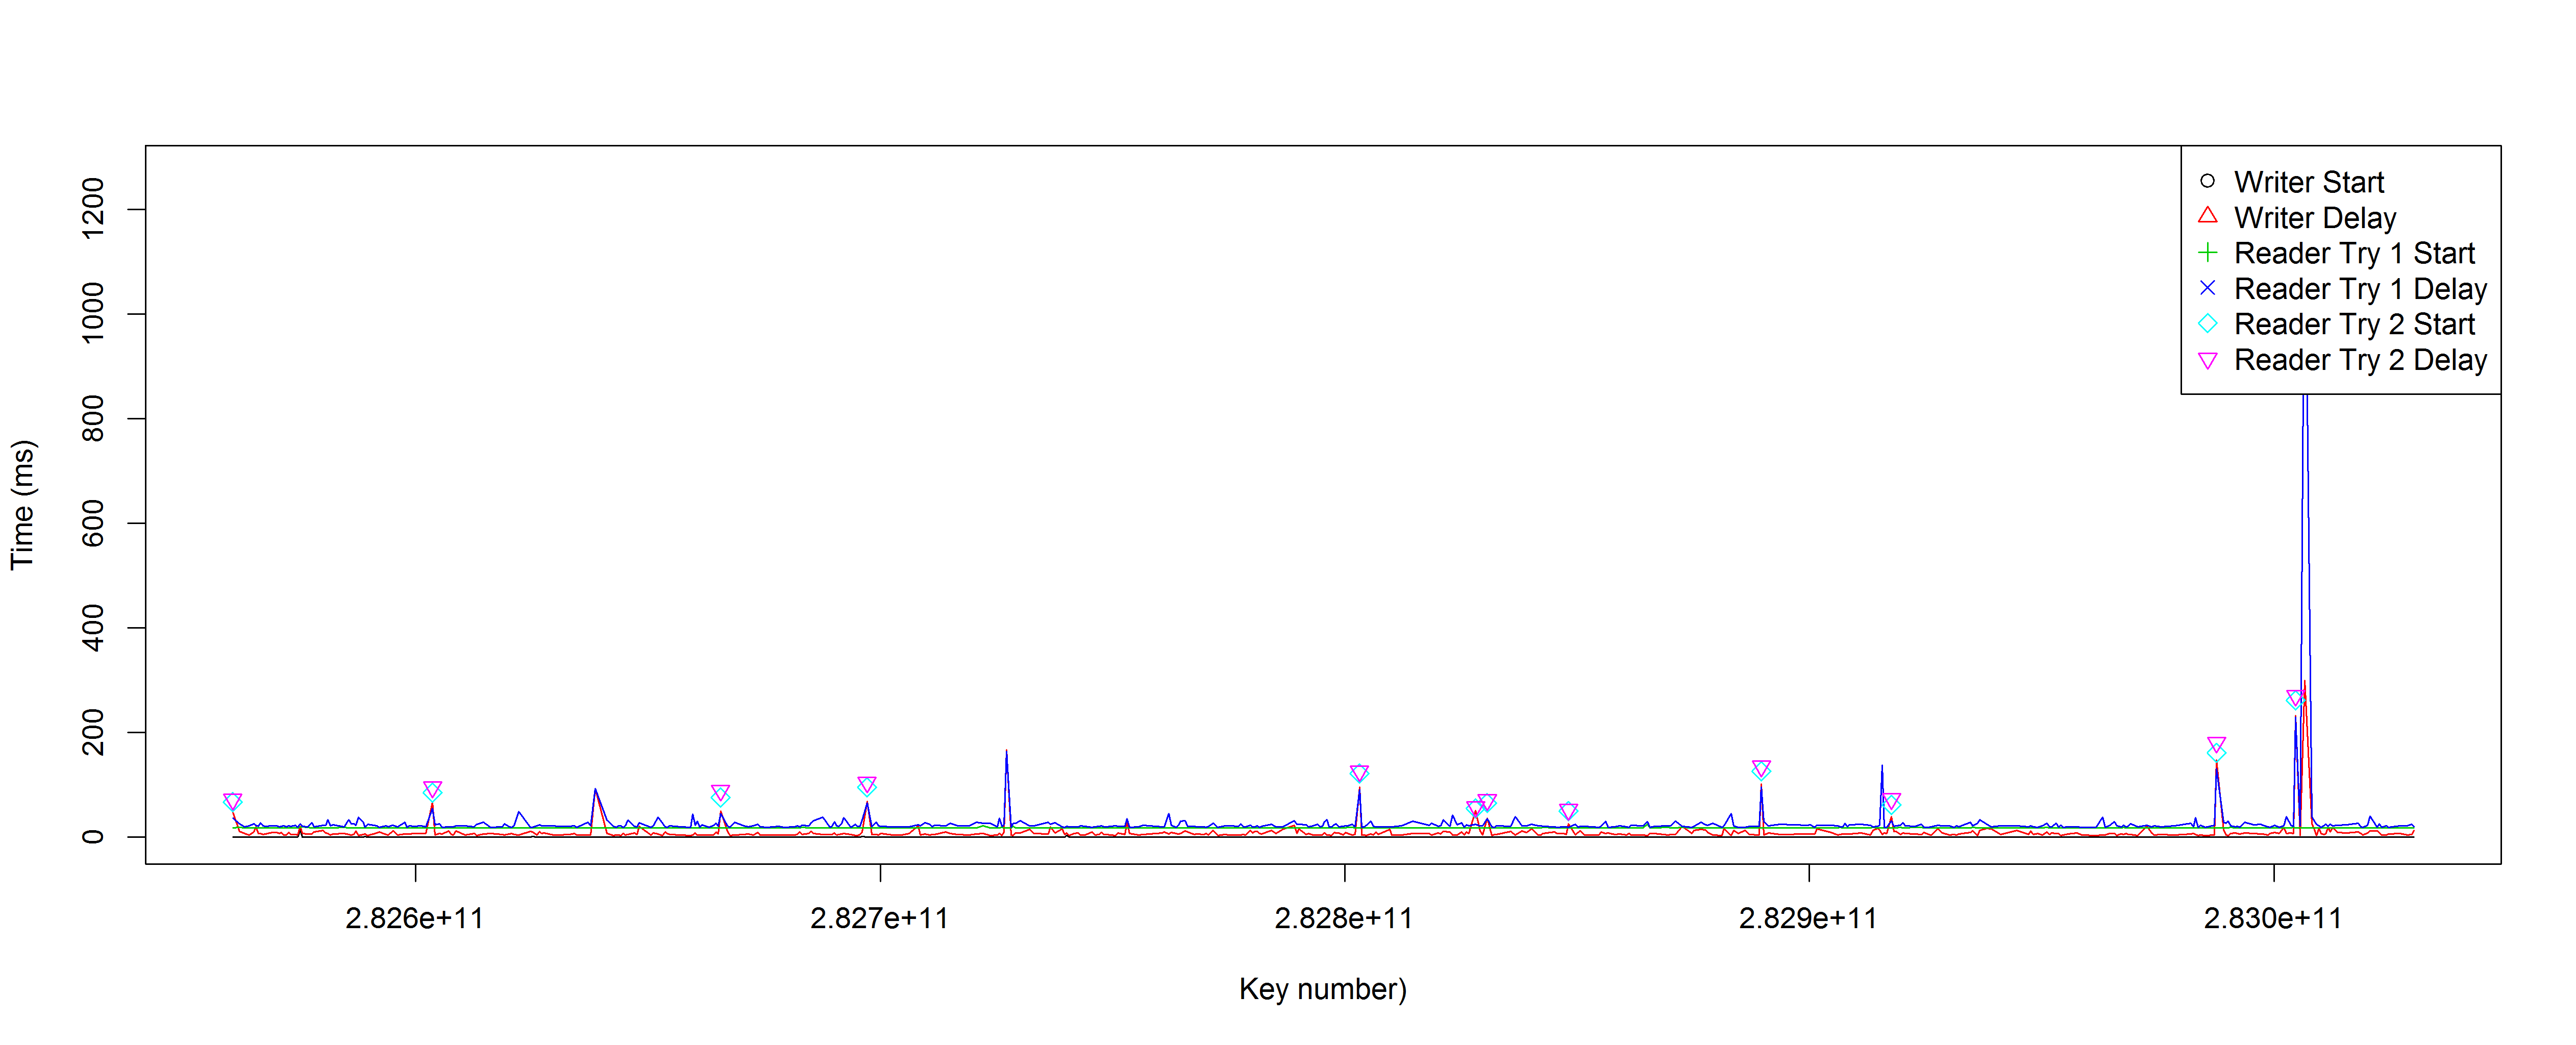 Writer Start
Writer Delay
Reader Try 1 Start
Reader Try 1 Delay
Reader Try 2 Start
Reader Try 2 Delay
1200
1000
800
600
400
200
0
Time (ms)
2.826e+11 2.827e+11 2.828e+11 2.829e+11 2.830e+11
Key number)